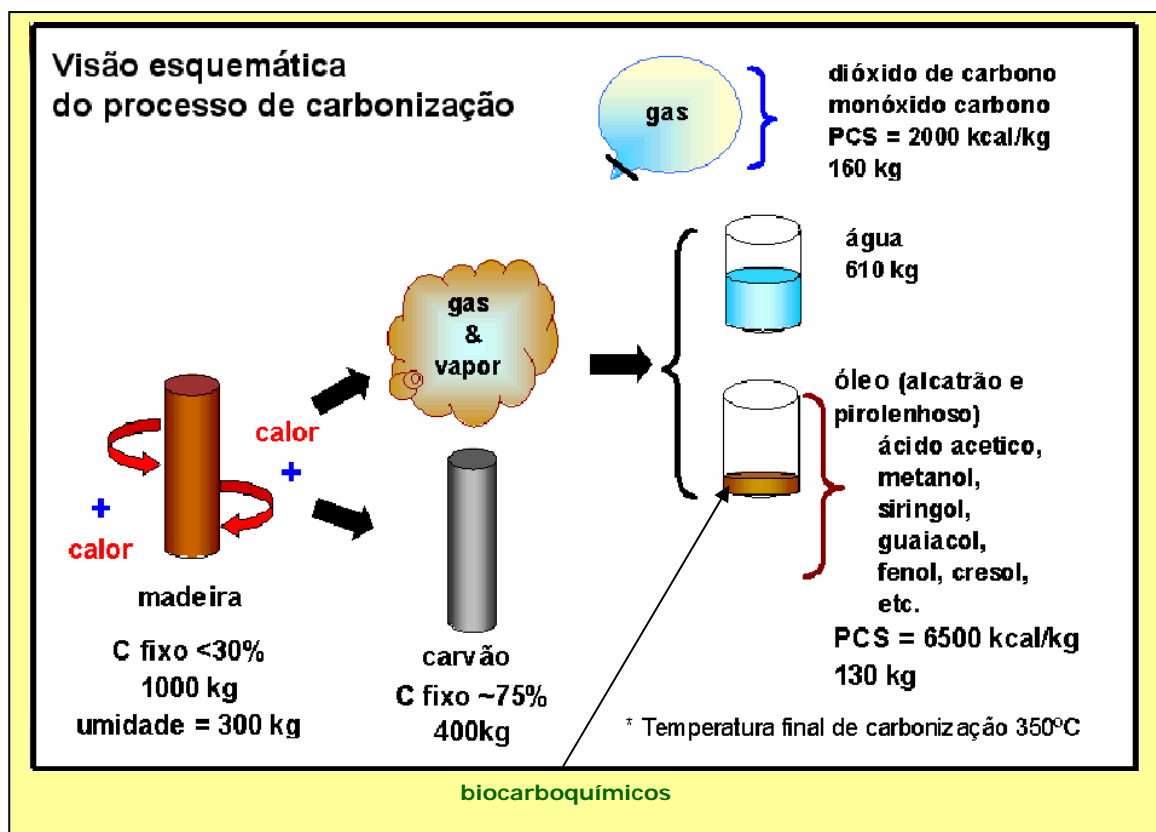 Visão esquemática
do processo de carbonização
gas
dióxido de carbono
monóxido carbono
PCS = 2000 kcal/kg
160 kg
água
610 kg
gas
&
vapor
óleo (alcatrão e
pirolenhoso)
ácido acetico,
metanol,
siringol,
guaiacol,
fenol, cresol,
etc.
PCS = 6500 kcal/kg
130 kg
calor
+
+
calor
madeira
C fixo <30%
1000 kg
umidade = 300 kg
carvão
C fixo ~75%
400kg
* Temperatura final de carbonização 350ºC
biocarboquímicos